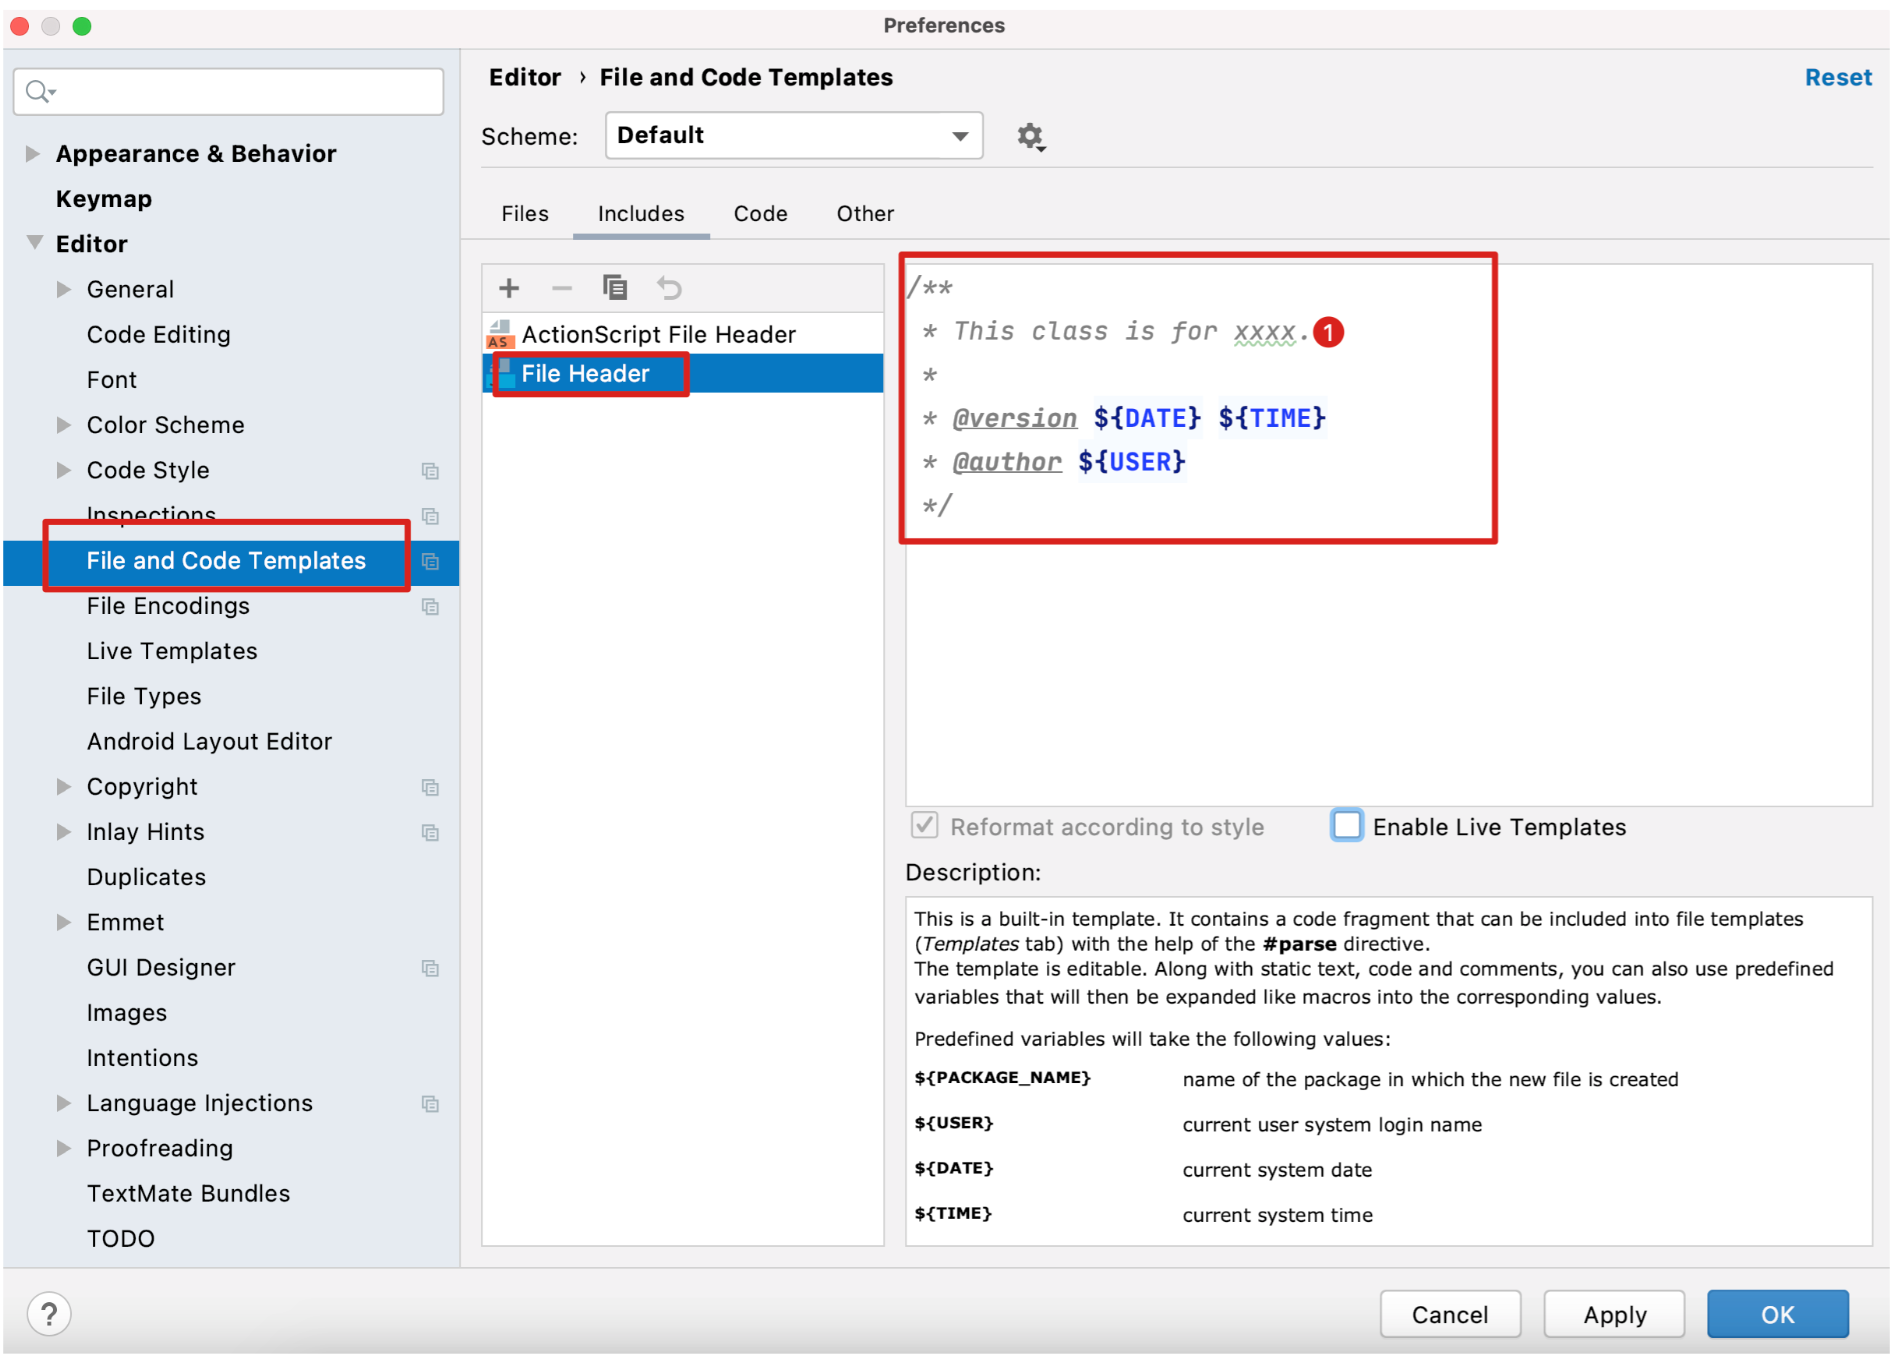 Preferences
Appearance & Behavior
Keymap
Editor
General
Code Editing
Font
Color Scheme
Code Style
Inspections
File and Code Templates
File Encodings
Live Templates
File Types
Android Layout Editor
Copyright
Inlay Hints
Duplicates
Emmet
GUI Designer
Images
Intentions
Language Injections
Proofreading
TextMate Bundles
TODO
Editor › File and Code Templates
Reset
Scheme: Default
Files Includes Code Other
AS ActionScript File Header
File Header
/**
* This class is for xxxx. 1
*
* @version ${DATE} ${TIME}
* @author ${USER}
*/
Reformat according to style Enable Live Templates
Description:
This is a built-in template. It contains a code fragment that can be included into file templates
(Templates tab) with the help of the #parse directive.
The template is editable. Along with static text, code and comments, you can also use predefined
variables that will then be expanded like macros into the corresponding values.
Predefined variables will take the following values:
${PACKAGE_NAME} name of the package in which the new file is created
${USER} current user system login name
${DATE} current system date
${TIME} current system time
? Cancel Apply OK